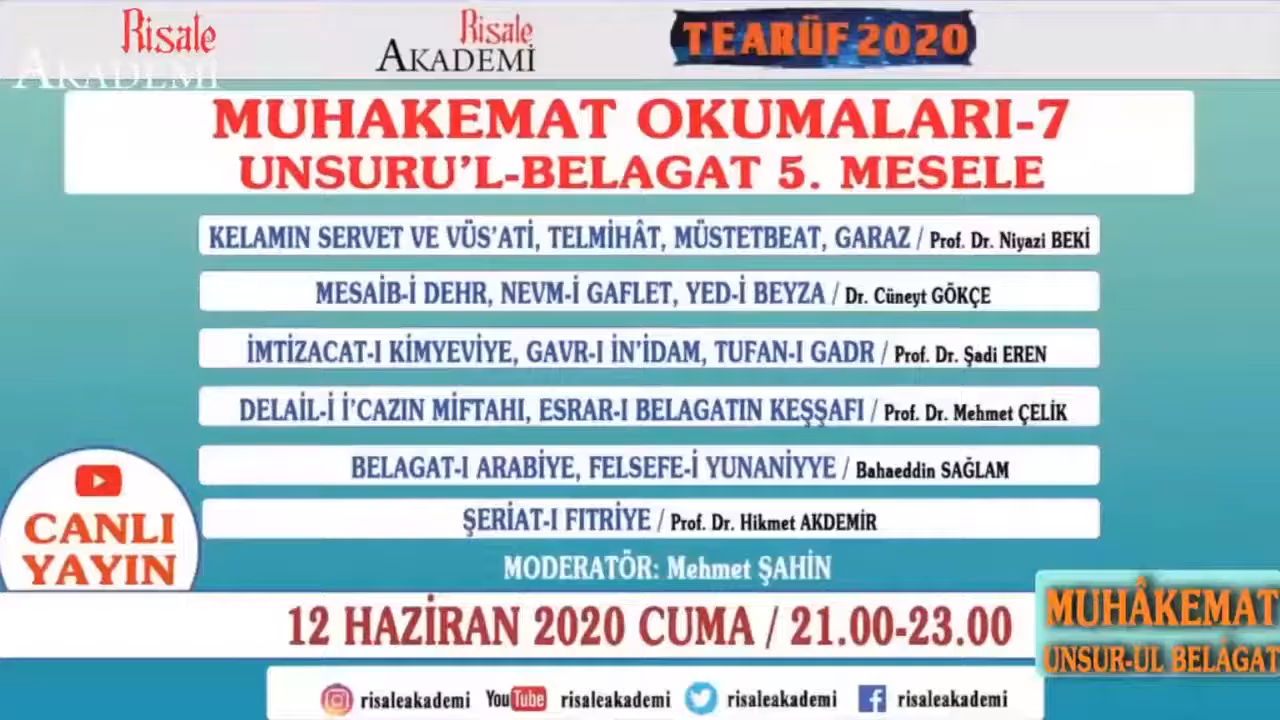 Risale
AKADEMİ
Risale
AKADEMİ
TEARÜF 2020
MUHAKEMAT OKUMALARI-7
UNSURU'L-BELAGAT 5. MESELE
KELAMIN SERVET VE VÜS'ATİ, TELMİHÂT, MÜSTETBEAT, GARAZ / Prof. Dr. Niyazi BEKİ
MESAİB-İ DEHR, NEVM-İ GAFLET, YED-İ BEYZA / Dr. Cüneyt GÖKÇE
İMTİZACAT-I KİMYEVİYE, GAVR-I İN'İDAM, TUFAN-I GADR / Prof. Dr. Şadi EREN
DELAİL-İ İ'CAZIN MİFTAHI, ESRAR-I BELAGATIN KEŞŞAFI / Prof. Dr. Mehmet ÇELİK
BELAGAT-I ARABİYE, FELSEFE-İ YUNANİYYE / Bahaeddin SAĞLAM
ŞERİAT-I FITRİYE / Prof. Dr. Hikmet AKDEMİR
CANLI
YAYIN
MODERATÖR: Mehmet ŞAHİN
12 HAZİRAN 2020 CUMA / 21.00-23.00
MUHÂKEMAT
UNSUR-UL BELÂGAT
risaleakademi YouTube risaleakademi risaleakademi risaleakademi